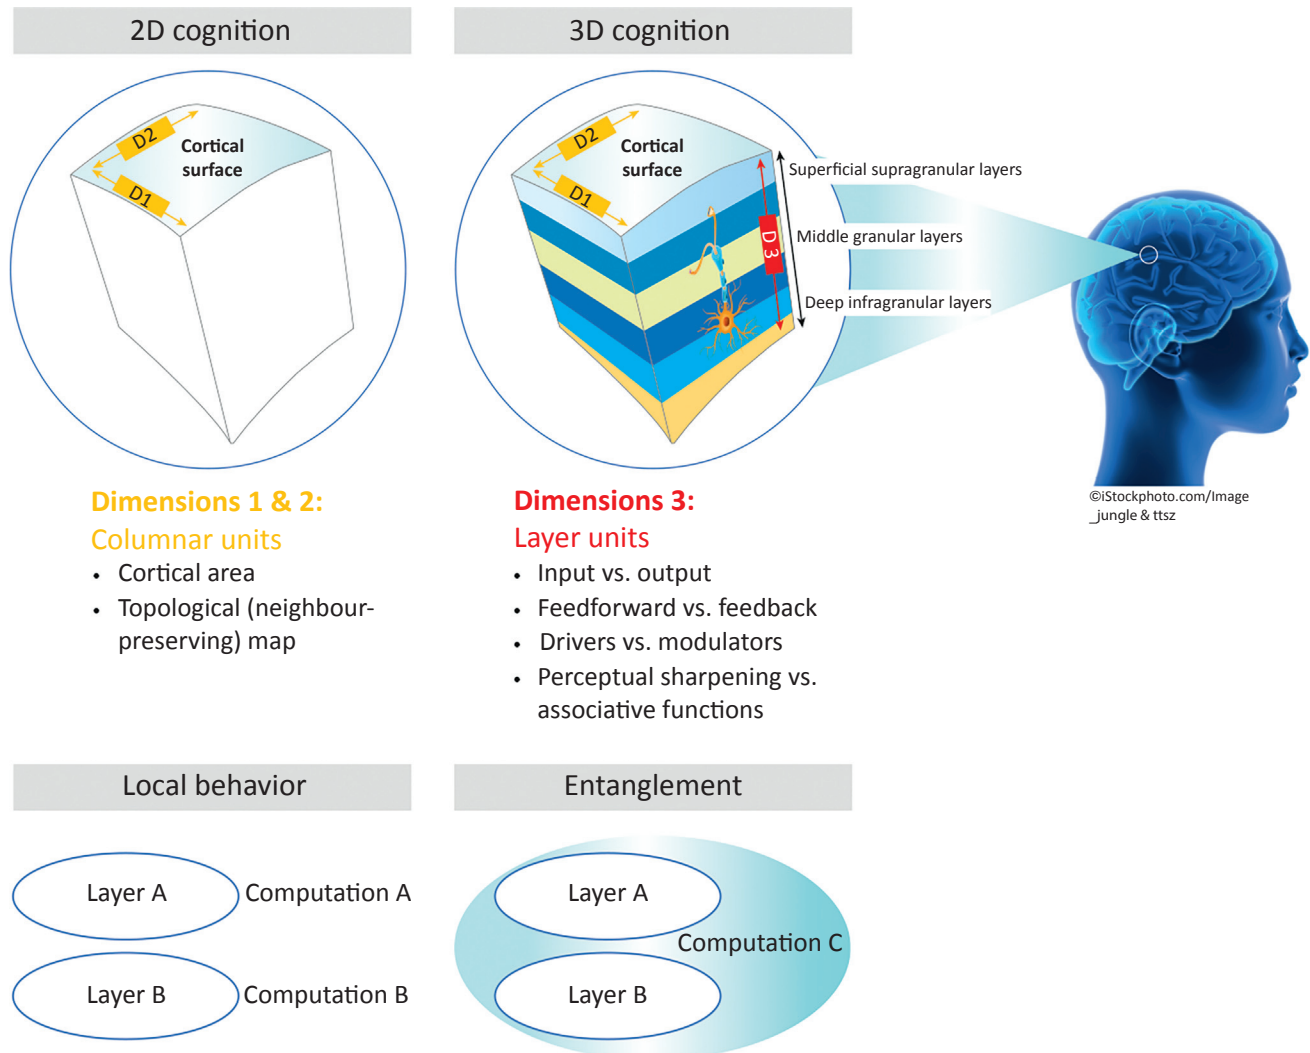 2D cognition
3D cognition
D2
D1
Cortical
surface
D2
D1
Cortical
surface
D 3
Superficial supragranular layers
Middle granular layers
Deep infragranular layers
©iStockphoto.com/Image
_jungle & ttsz
Dimensions 1 & 2:
Columnar units
• Cortical area
• Topological (neighbour-
preserving) map
Dimensions 3:
Layer units
• Input vs. output
• Feedforward vs. feedback
• Drivers vs. modulators
• Perceptual sharpening vs.
associative functions
Local behavior
Entanglement
Layer A
Computation A
Layer B
Computation B
Layer A
Computation C
Layer B